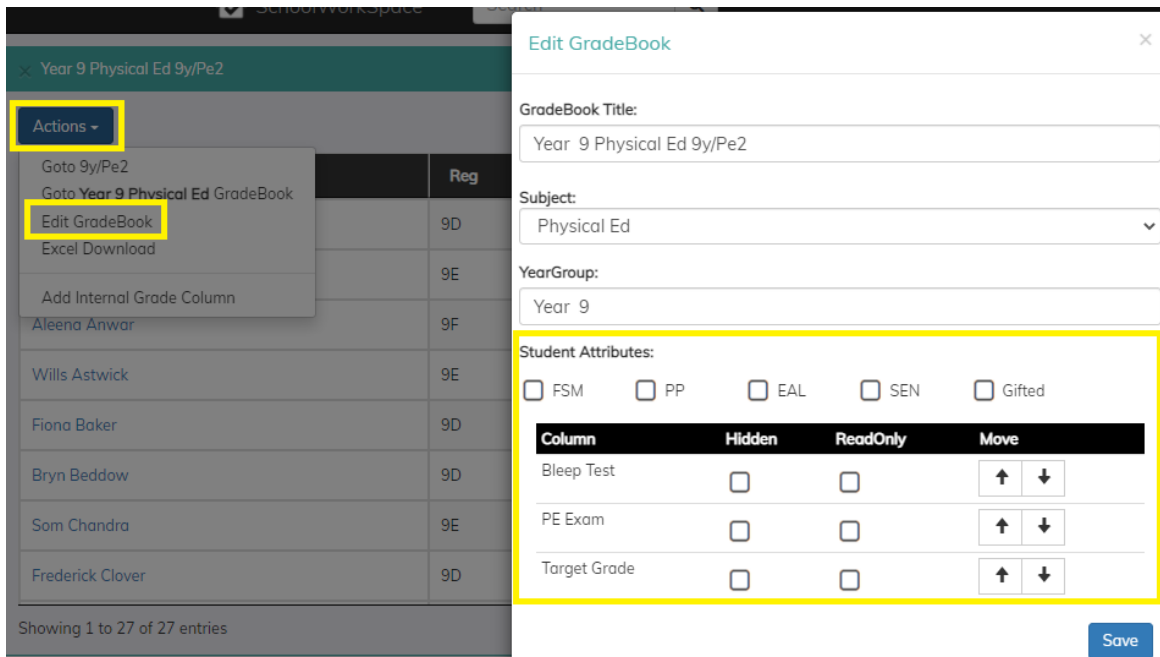 SchoolWorkSpace
Search
× Year 9 Physical Ed 9y/Pe2
Actions
Goto 9y/Pe2
Goto Year 9 Physical Ed GradeBook
Edit GradeBook
Excel Download
Add Internal Grade Column
Reg
9D
9E
Aleena Anwar 9F
Wills Astwick 9E
Fiona Baker 9D
Bryn Beddow 9D
Som Chandra 9E
Frederick Clover 9D
Showing 1 to 27 of 27 entries
Edit GradeBook ×
GradeBook Title:
Year 9 Physical Ed 9y/Pe2
Subject:
Physical Ed
YearGroup:
Year 9
Student Attributes:
FSM PP EAL SEN Gifted
Column Hidden ReadOnly Move
Bleep Test
PE Exam
Target Grade
Save